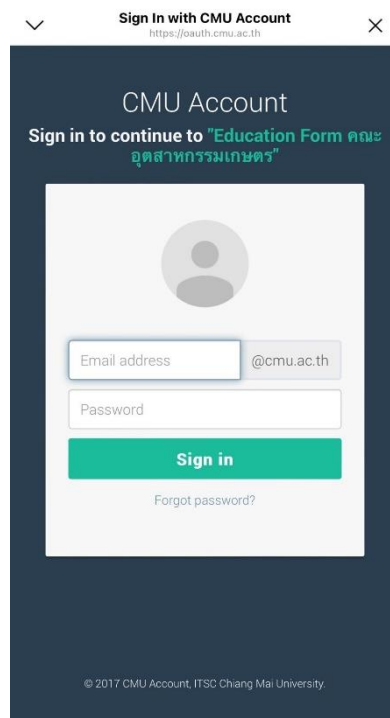 Sign In with CMU Account
https://oauth.cmu.ac.th
CMU Account
Sign in to continue to "Education Form คณะ
อุตสาหกรรมเกษตร"
Email address @cmu.ac.th
Password
Sign in
Forgot password?
© 2017 CMU Account, ITSC Chiang Mai University.